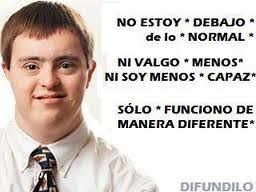 NO ESTOY * DEBAJO *
de lo * NORMAL *
NI VALGO * MENOS*
NI SOY MENOS * CAPAZ*
SÓLO * FUNCIONO DE
MANERA DIFERENTE*
DIFUNDILO